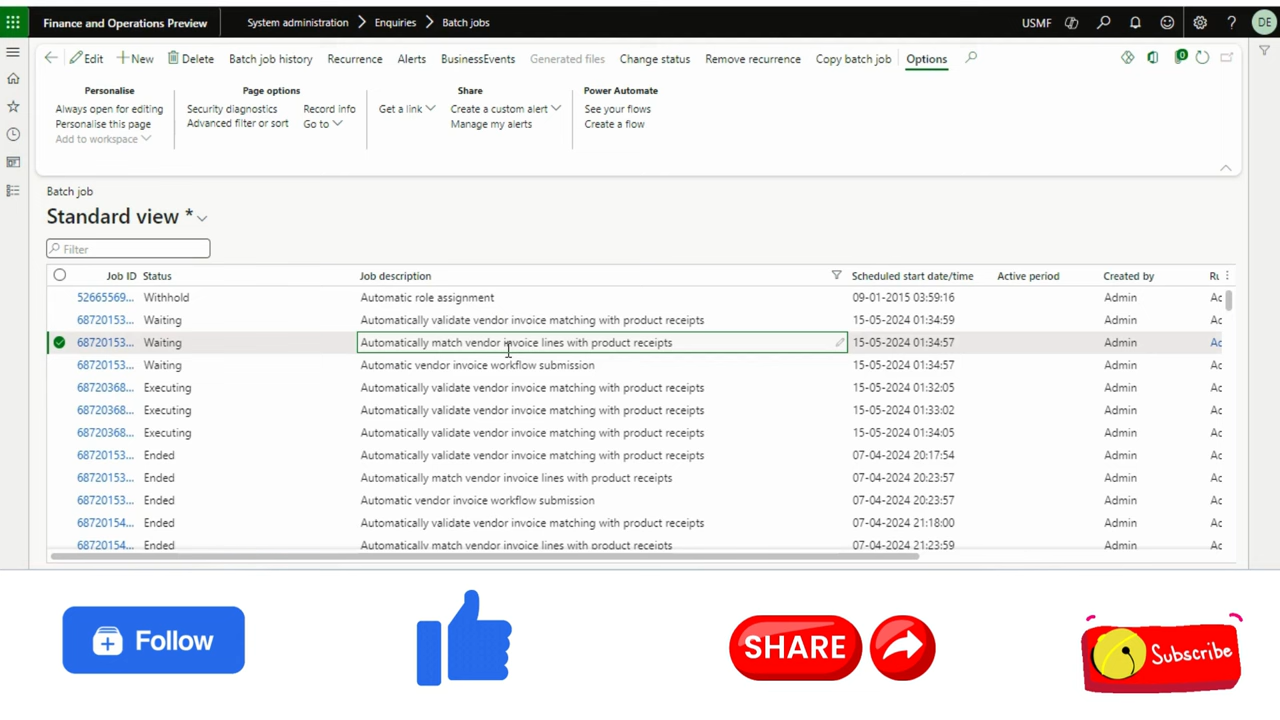 Finance and Operations Preview System administration Enquiries Batch jobs USMF DE
Edit New Delete Batch job history Recurrence Alerts BusinessEvents Generated files Change status Remove recurrence Copy batch job Options 0
Personalise Page options Share Power Automate
Always open for editing Security diagnostics Record info Get a link Create a custom alert See your flows
Personalise this page Advanced filter or sort Go to Manage my alerts Create a flow
Add to workspace
Batch job
Standard view *
Filter
Job ID Status Job description Scheduled start date/time Active period Created by Ru
52665569... Withhold Automatic role assignment 09-01-2015 03:59:16 Admin Ac
68720153... Waiting Automatically validate vendor invoice matching with product receipts 15-05-2024 01:34:59 Admin Ac
68720153... Waiting Automatically match vendor invoice lines with product receipts 15-05-2024 01:34:57 Admin Ac
68720153... Waiting Automatic vendor invoice workflow submission 15-05-2024 01:34:57 Admin Ac
68720368... Executing Automatically validate vendor invoice matching with product receipts 15-05-2024 01:32:05 Admin Ac
68720368... Executing Automatically validate vendor invoice matching with product receipts 15-05-2024 01:33:02 Admin Ac
68720368... Executing Automatically validate vendor invoice matching with product receipts 15-05-2024 01:34:05 Admin Ac
68720153... Ended Automatically validate vendor invoice matching with product receipts 07-04-2024 20:17:54 Admin Ac
68720153... Ended Automatically match vendor invoice lines with product receipts 07-04-2024 20:23:57 Admin Ac
68720153... Ended Automatic vendor invoice workflow submission 07-04-2024 20:23:57 Admin Ac
68720154... Ended Automatically validate vendor invoice matching with product receipts 07-04-2024 21:18:00 Admin Ac
68720154... Ended Automatically match vendor invoice lines with product receipts 07-04-2024 21:23:59 Admin Ac
Follow SHARE Subscribe